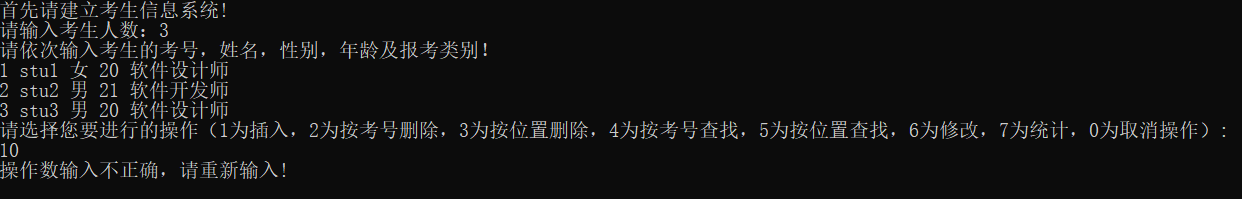 首先请建立考生信息系统!
请输入考生人数：3
请依次输入考生的考号，姓名，性别，年龄及报考类别!
1 stu1 女 20 软件设计师
2 stu2 男 21 软件开发师
3 stu3 男 20 软件设计师
请选择您要进行的操作（1为插入，2为按考号删除，3为按位置删除，4为按考号查找，5为按位置查找，6为修改，7为统计，0为取消操作）:
10
操作数输入不正确，请重新输入!